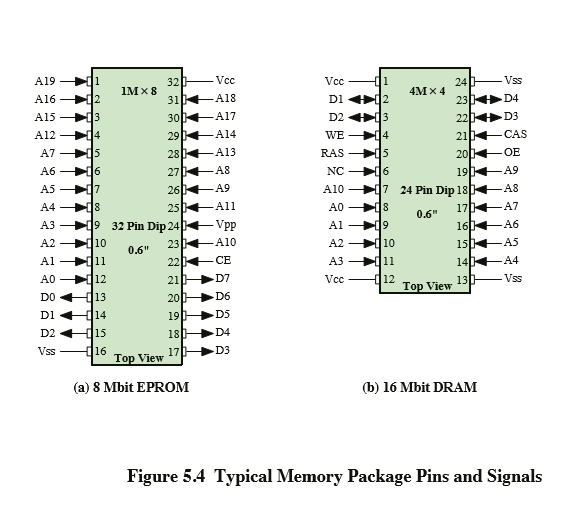 A19 1 32 Vcc
1M × 8
A16 2 31 A18
A15 3 30 A17
A12 4 29 A14
A7 5 28 A13
A6 6 27 A8
A5 7 26 A9
A4 8 25 A11
A3 9 32 Pin Dip 24 Vpp
A2 10 23 A10
0.6"
A1 11 22 CE
A0 12 21 D7
D0 13 20 D6
D1 14 19 D5
D2 15 18 D4
Vss 16 17 D3
Top View
(a) 8 Mbit EPROM
Vcc 1 24 Vss
4M × 4
D1 2 23 D4
D2 3 22 D3
WE 4 21 CAS
RAS 5 20 OE
NC 6 19 A9
A10 7 24 Pin Dip 18 A8
A0 8 17 A7
0.6"
A1 9 16 A6
A2 10 15 A5
A3 11 14 A4
Vcc 12 13 Vss
Top View
(b) 16 Mbit DRAM
Figure 5.4 Typical Memory Package Pins and Signals